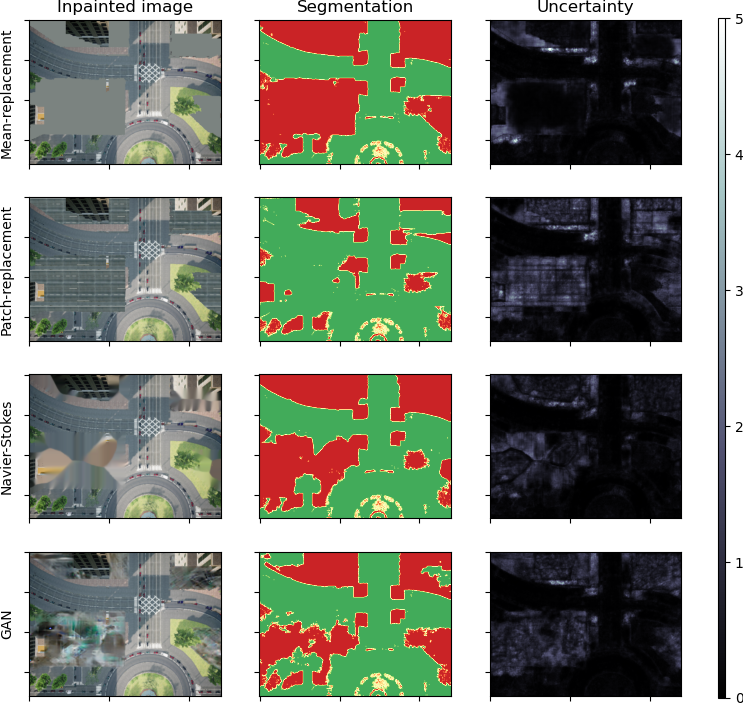 Inpainted image
Segmentation
Uncertainty
Mean-replacement
Patch-replacement
Navier-Stokes
GAN
5
4
3
2
1
0